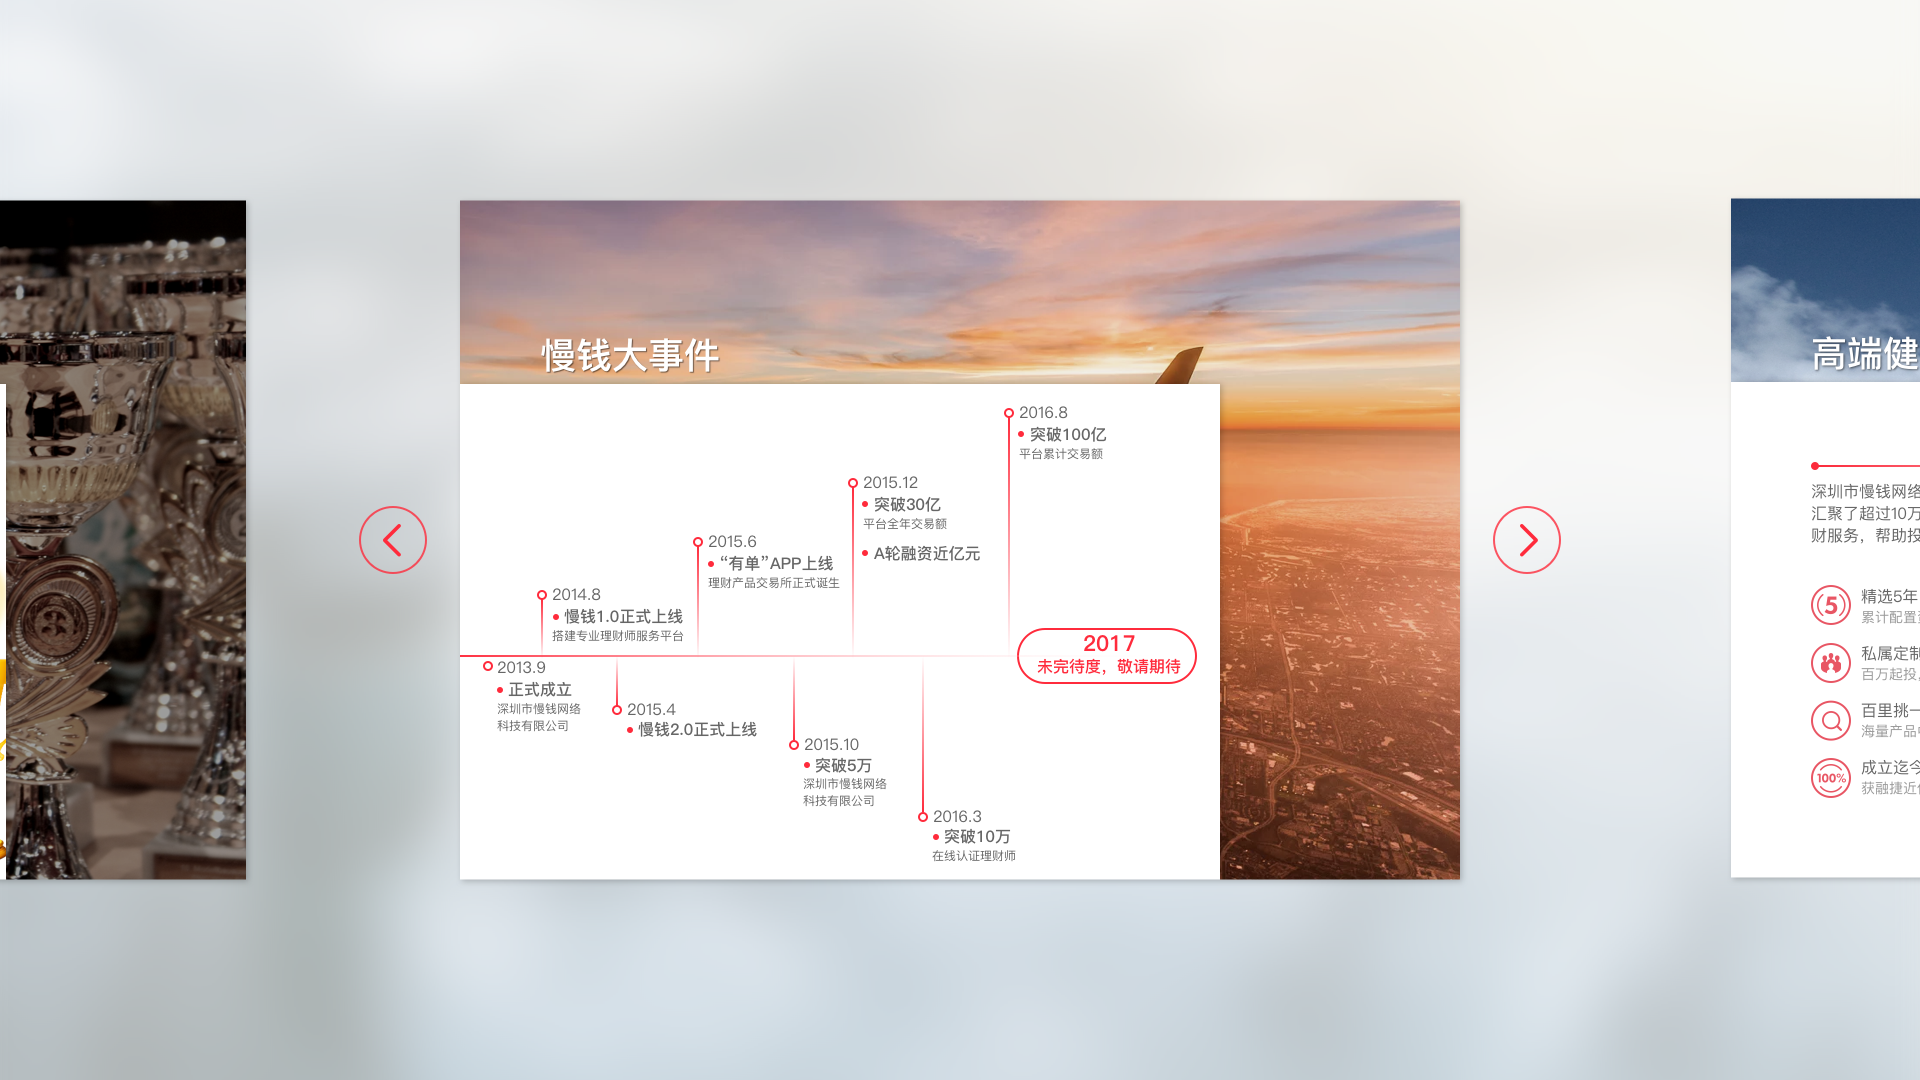 慢钱大事件
2016.8
突破100亿
平台累计交易额
2015.12
突破30亿
平台全年交易额
A轮融资近亿元
2015.6
“有单”APP上线
理财产品交易所正式诞生
2014.8
慢钱1.0正式上线
搭建专业理财师服务平台
2017
未完待度，敬请期待
2013.9
正式成立
深圳市慢钱网络
科技有限公司
2015.4
慢钱2.0正式上线
2015.10
突破5万
深圳市慢钱网络
科技有限公司
2016.3
突破10万
在线认证理财师
高端健
深圳市慢钱网络
汇聚了超过10万
财服务，帮助投
5
精选5年
累计配置
私属定制
百万起投，
百里挑一
海量产品
100%
成立迄今
获融捷近